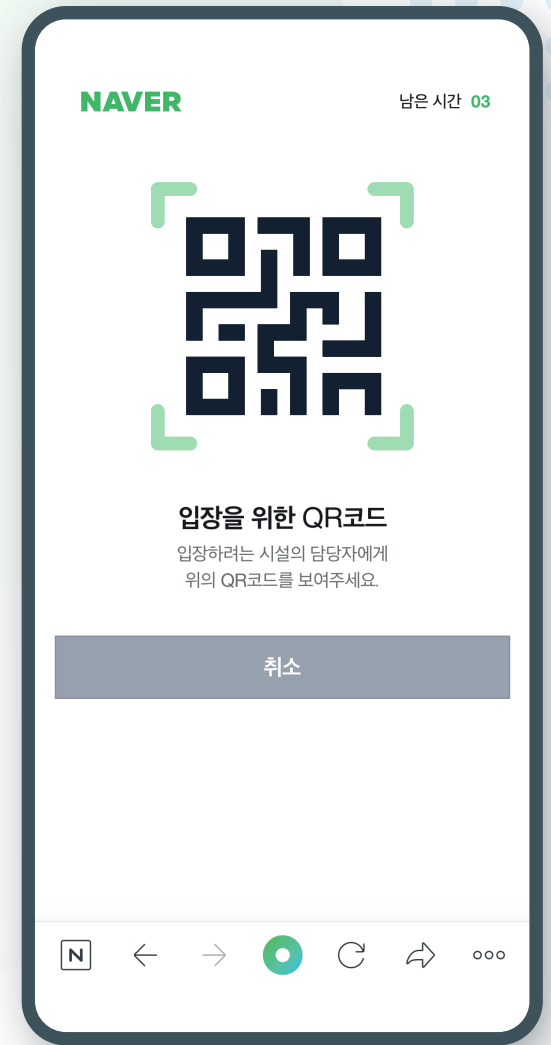 NAVER 남은 시간 03
입장을 위한 QR코드
입장하려는 시설의 담당자에게
위의 QR코드를 보여주세요.
취소
N